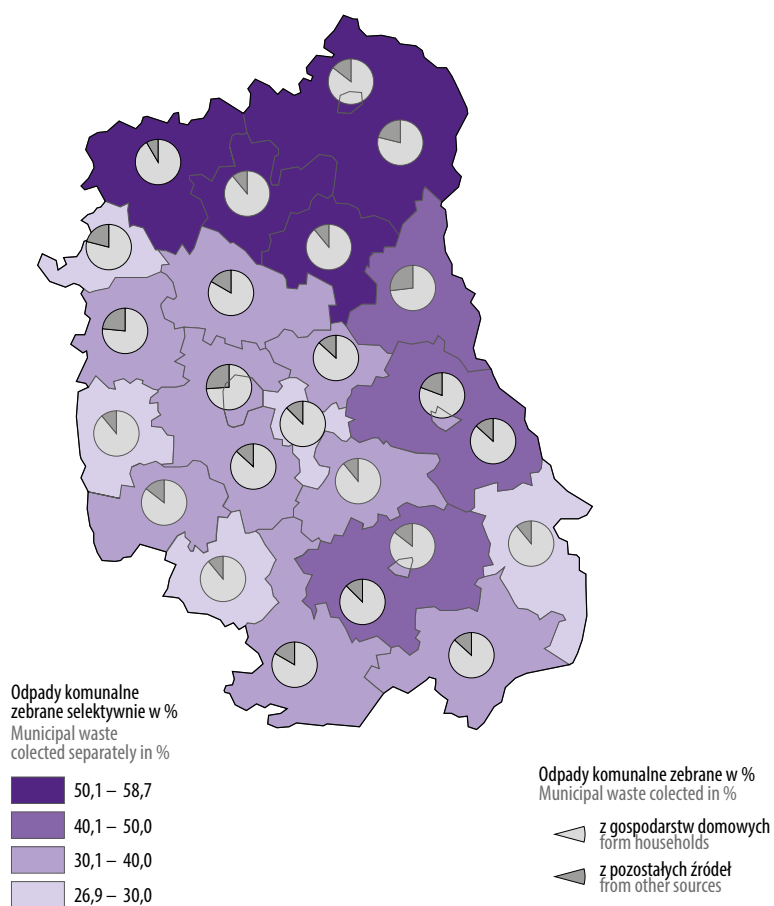 Odpady komunalne
zebrane selektywnie w %
Municipal waste
colected separately in %
50,1 – 58,7
40,1 – 50,0
30,1 – 40,0
26,9 – 30,0
Odpady komunalne zebrane w %
Municipal waste colected in %
z gospodarstw domowych
form households
z pozostałych źródeł
from other sources